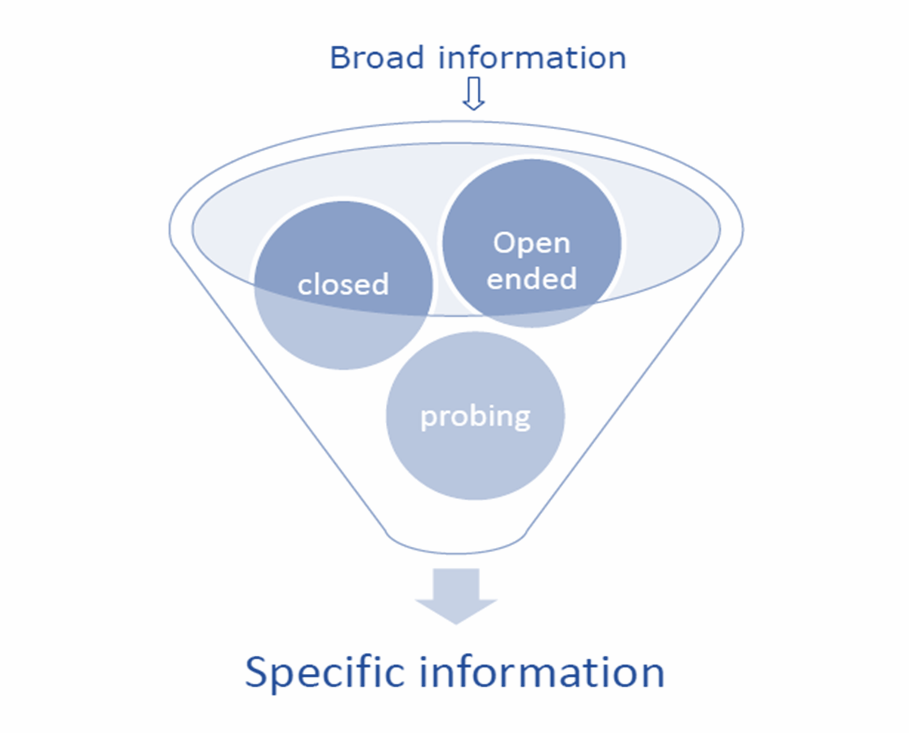 Broad information
Open
ended
closed
probing
Specific information